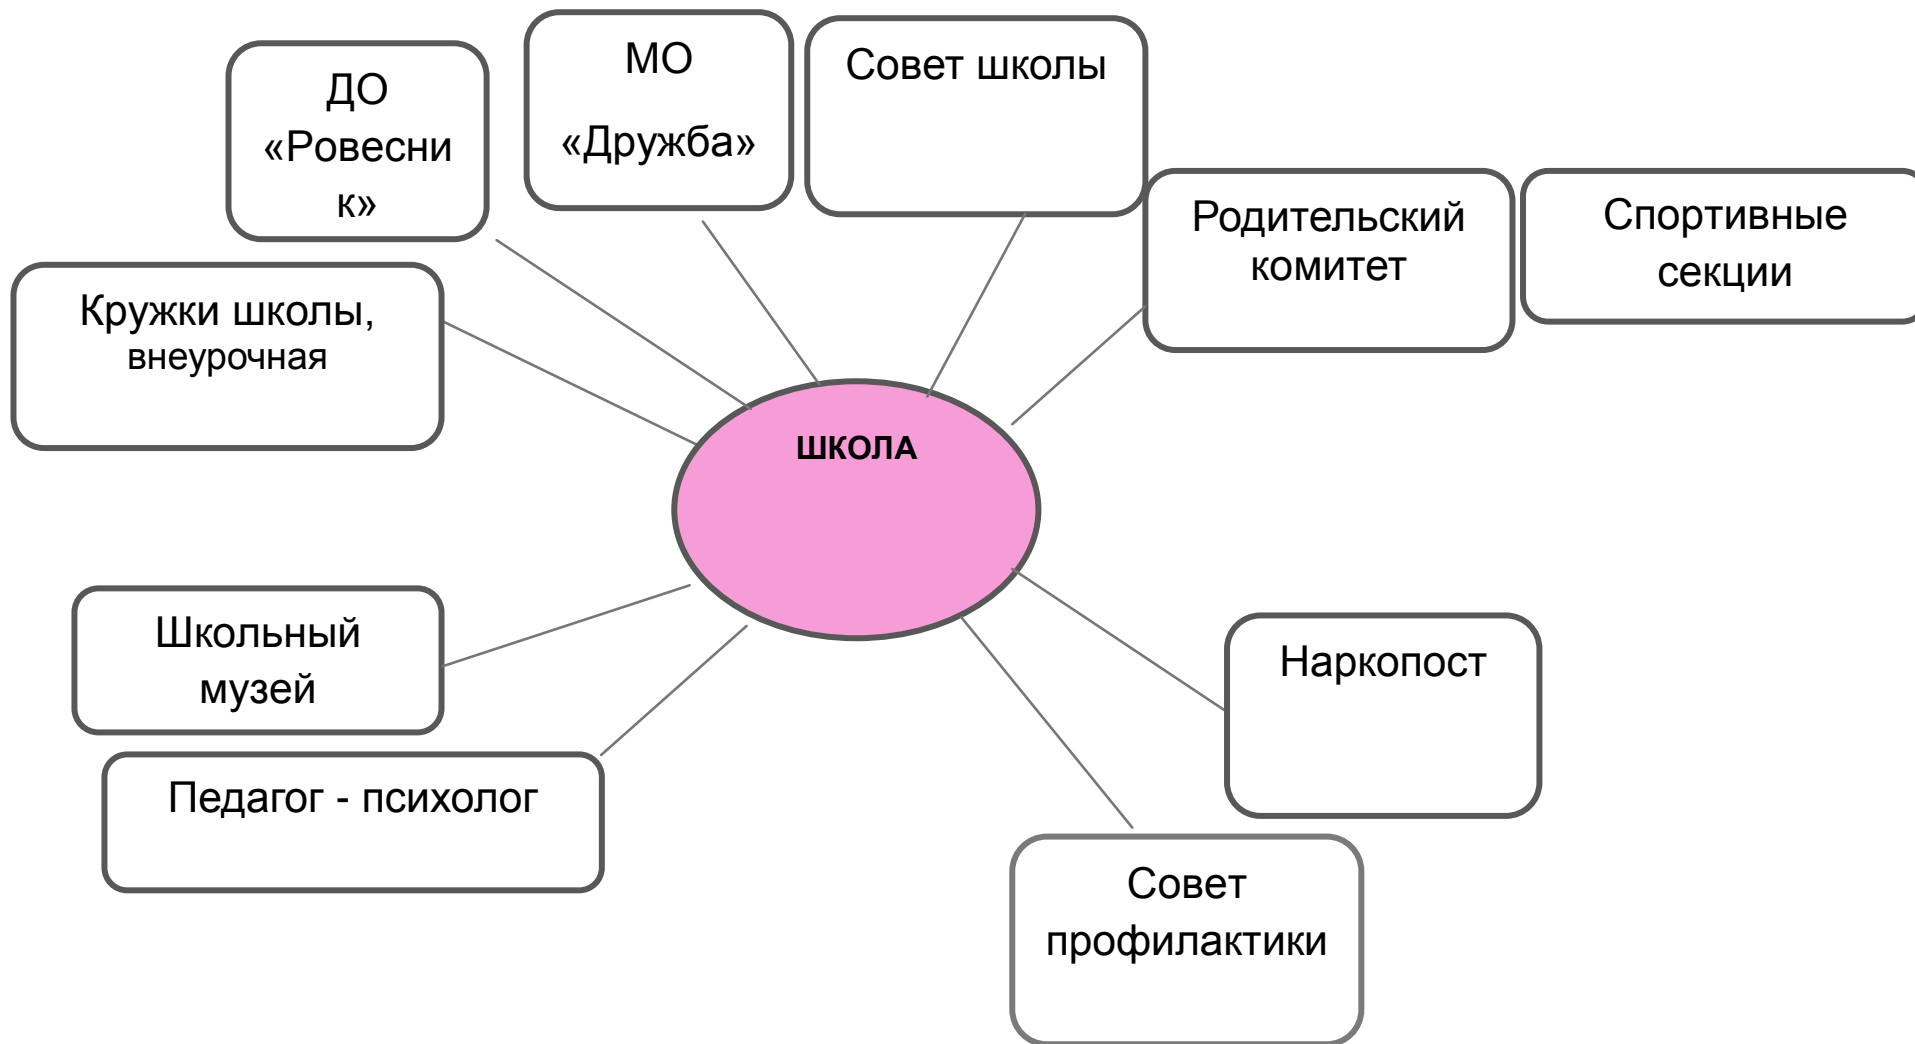 ДО
«Ровесни
к»
МО
«Дружба»
Совет школы
Родительский
комитет
Спортивные
секции
Кружки школы,
внеурочная
ШКОЛА
Школьный
музей
Наркопост
Педагог - психолог
Совет
профилактики